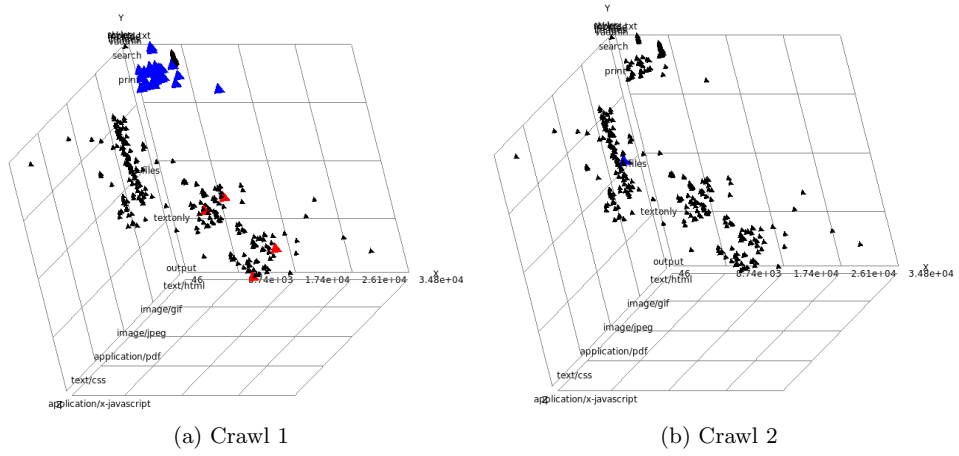 Y
search
print
files
textonly
output
text/html
image/gif
image/jpeg
application/pdf
text/css
application/x-javascript
Z
46
8.74e+03
1.74e+04
2.61e+04
3.48e+04
X
(a) Crawl 1
Y
search
print
files
textonly
output
text/html
image/gif
image/jpeg
application/pdf
text/css
application/x-javascript
Z
46
8.74e+03
1.74e+04
2.61e+04
3.48e+04
X
(b) Crawl 2